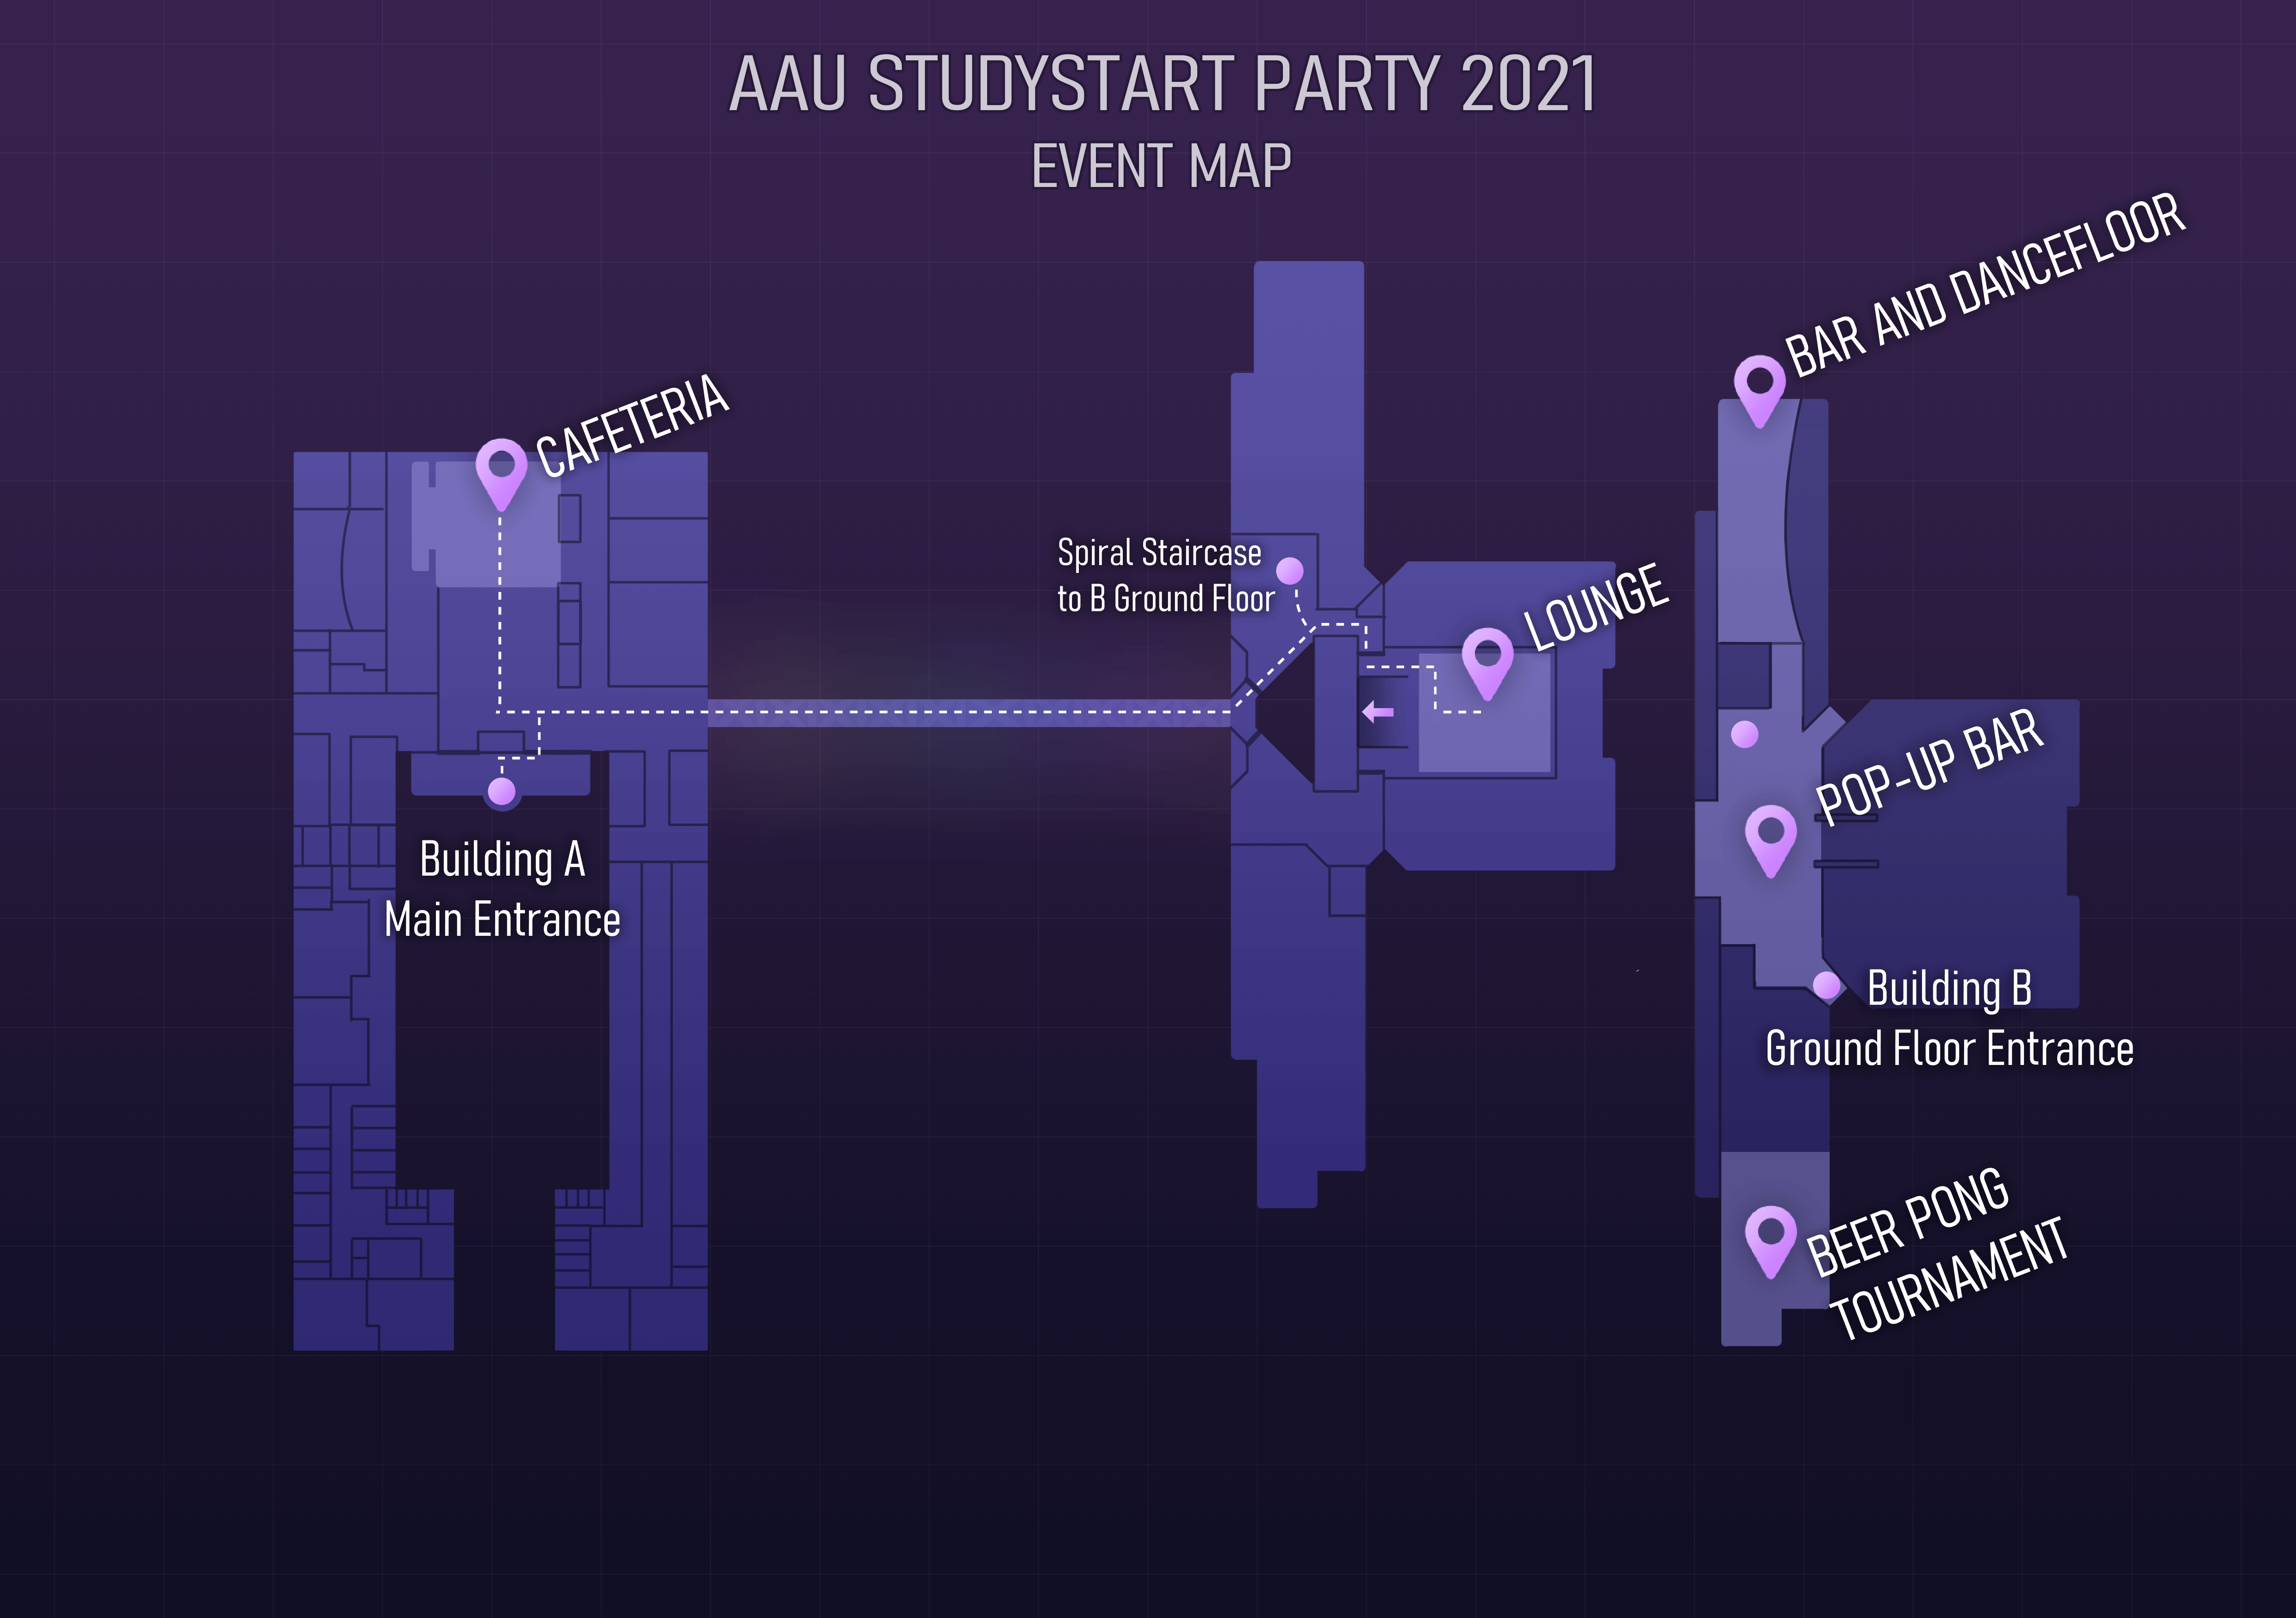 AAU STUDYSTART PARTY 2021
EVENT MAP
BAR AND DANCEFLOOR
CAFETERIA
Spiral Staircase
to B Ground Floor
LOUNGE
POP-UP BAR
Building A
Main Entrance
Building B
Ground Floor Entrance
BEER PONG
TOURNAMENT